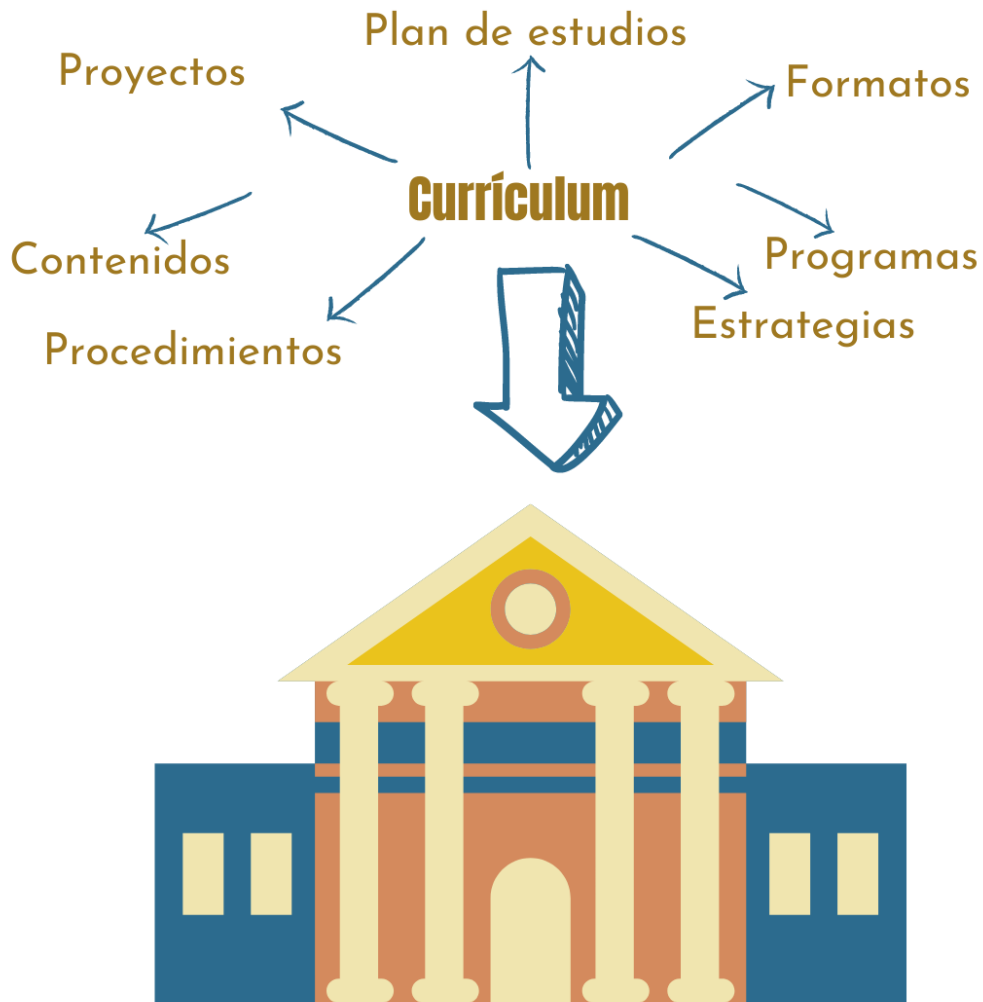 Plan de estudios
Proyectos
Formatos
Currículum
Contenidos
Programas
Procedimientos
Estrategias